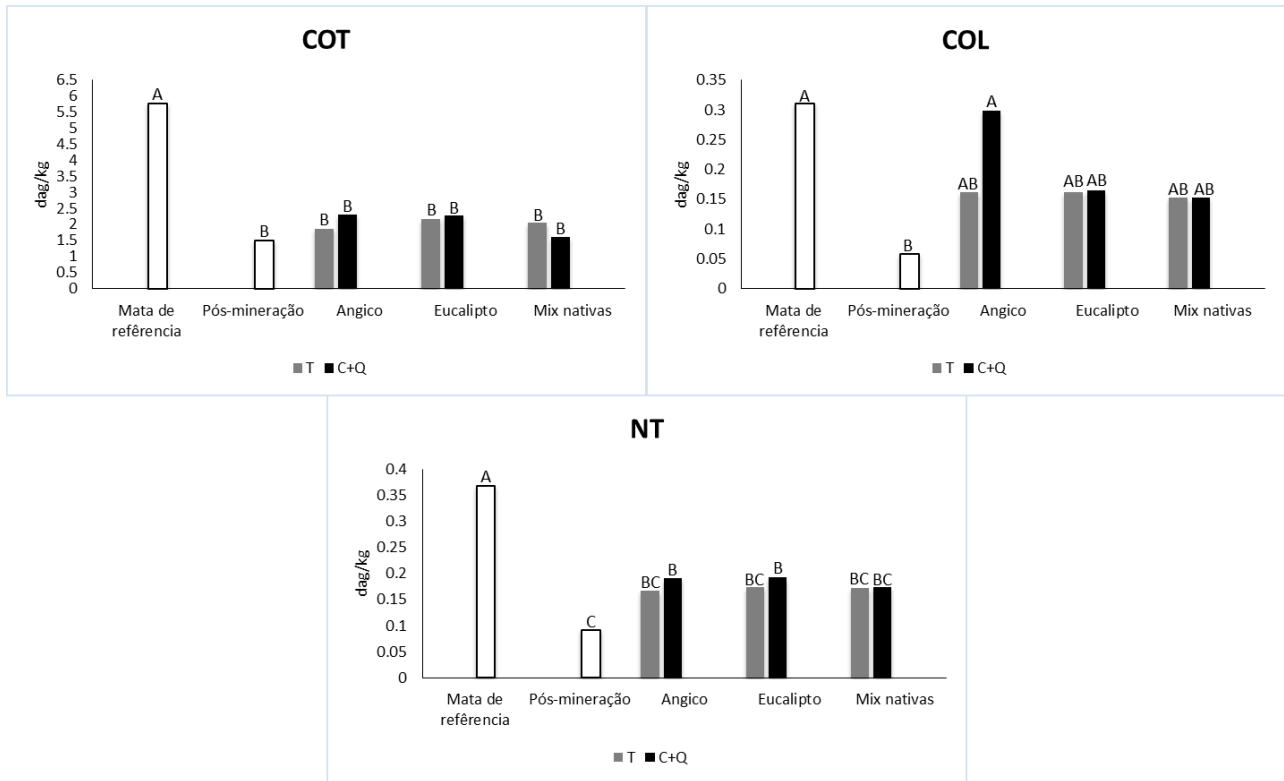 COT
6.5
6
5.5
5
4.5
4
3.5
3
2.5
2
1.5
1
0.5
0
dag/kg
A
B
B B
B B
B B
Mata de
refêrencia
Pós-mineração
Angico
Eucalipto
Mix nativas
T C+Q
COL
0.35
0.3
0.25
0.2
0.15
0.1
0.05
0
dag/kg
A
B
AB A
AB AB
AB AB
Mata de
refêrencia
Pós-mineração
Angico
Eucalipto
Mix nativas
T C+Q
NT
0.4
0.35
0.3
0.25
0.2
0.15
0.1
0.05
0
dag/kg
A
C
BC B
BC B
BC BC
Mata de
refêrencia
Pós-mineração
Angico
Eucalipto
Mix nativas
T C+Q